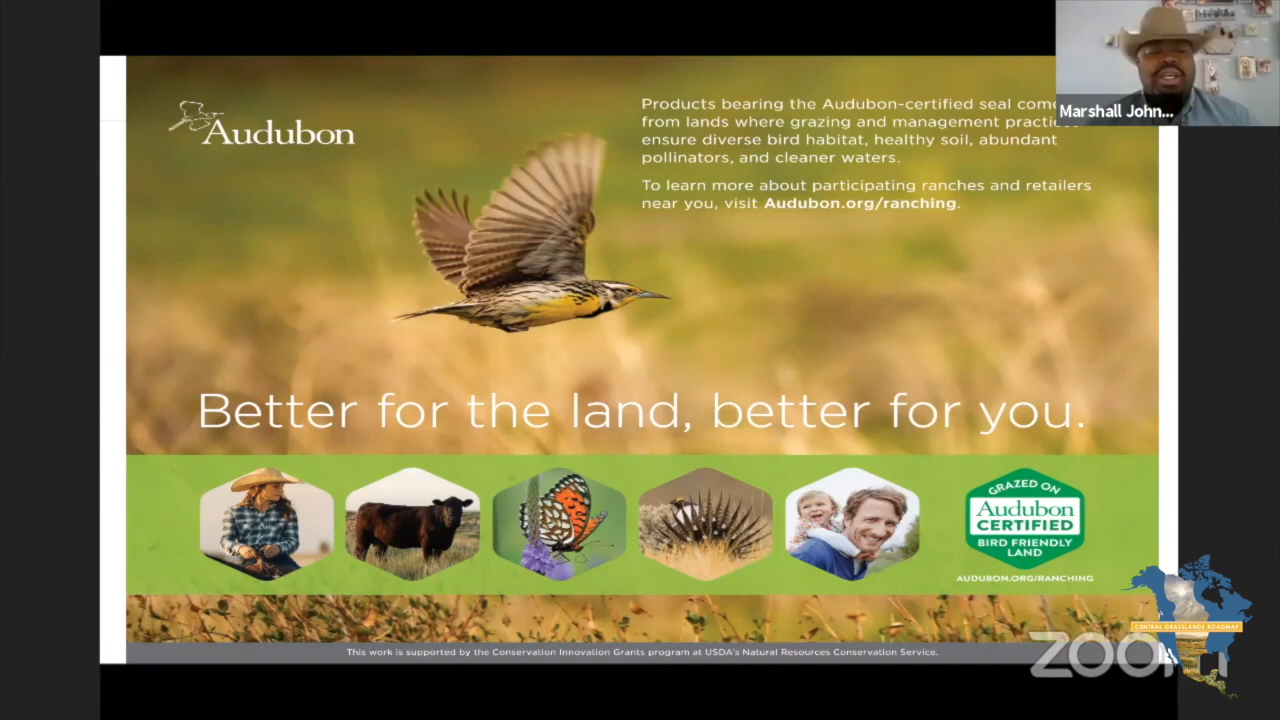 Audubon
Products bearing the Audubon-certified seal come
from lands where grazing and management practic
ensure diverse bird habitat, healthy soil, abundant
pollinators, and cleaner waters.
To learn more about participating ranches and retailers
near you, visit Audubon.org/ranching.
Marshall John...
Better for the land, better for you.
GRAZED ON
Audubon
CERTIFIED
BIRD FRIENDLY
LAND
AUDUBON.ORG/RANCHING
CENTRAL GRASSLANDS ROADMAP
zoom
This work is supported by the Conservation Innovation Grants program at USDA's Natural Resources Conservation Service.